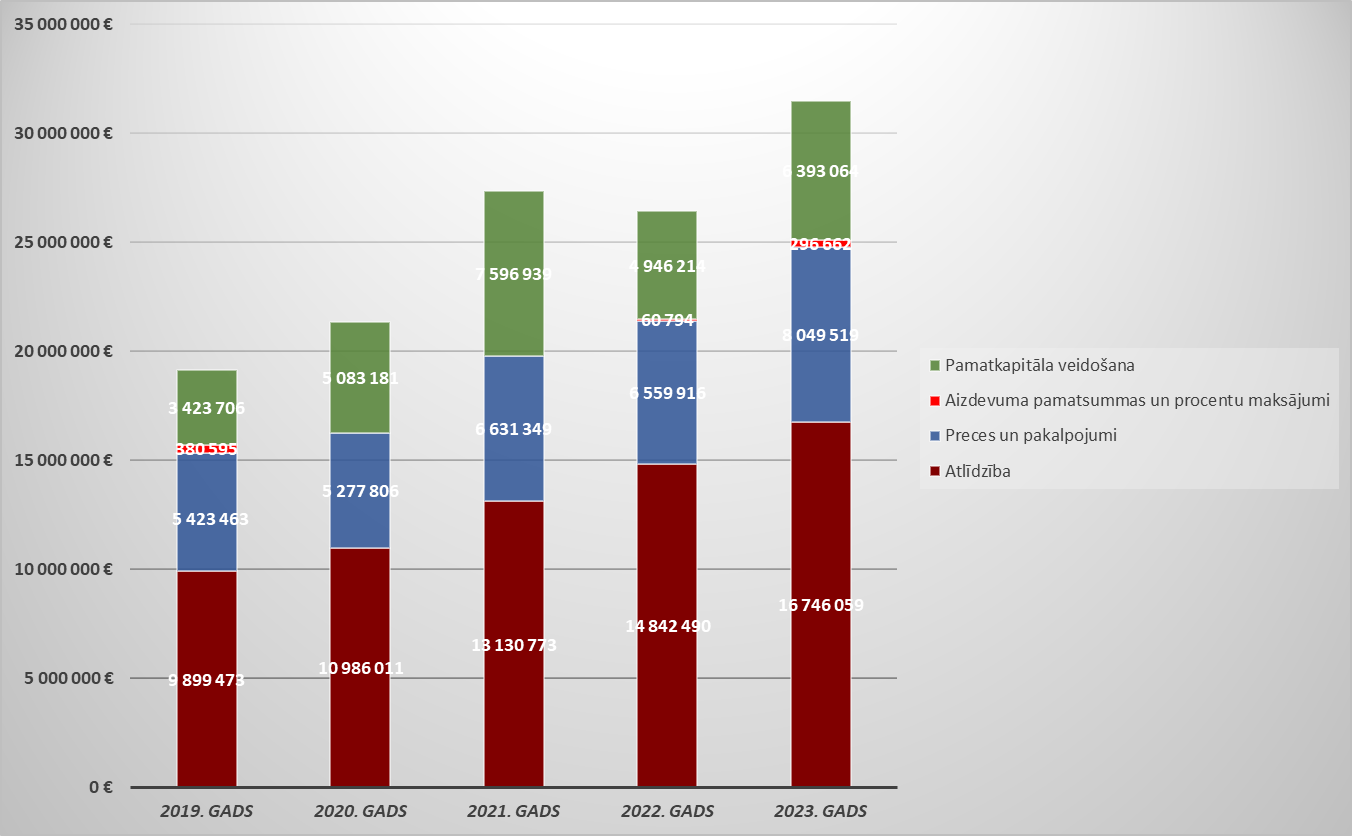 35 000 000 €
30 000 000 €
25 000 000 €
20 000 000 €
15 000 000 €
10 000 000 €
5 000 000 €
0 €
3 423 706
380 595
5 423 463
9 899 473
5 083 181
5 277 806
10 986 011
7 596 939
6 631 349
13 130 773
4 946 214
60 794
6 559 916
14 842 490
6 393 064
296 662
8 049 519
16 746 059
2019. GADS
2020. GADS
2021. GADS
2022. GADS
2023. GADS
Pamatkapitāla veidošana
Aizdevuma pamatsummas un procentu maksājumi
Preces un pakalpojumi
Atlīdzība